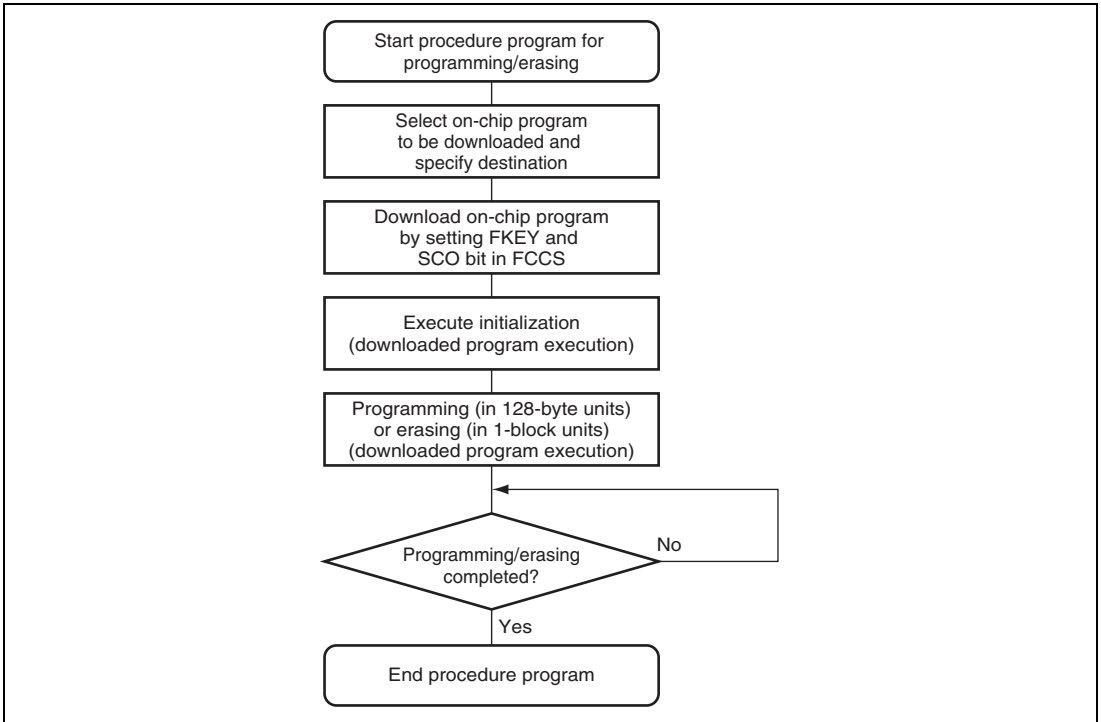 Start procedure program for
programming/erasing
Select on-chip program
to be downloaded and
specify destination
Download on-chip program
by setting FKEY and
SCO bit in FCCS
Execute initialization
(downloaded program execution)
Programming (in 128-byte units)
or erasing (in 1-block units)
(downloaded program execution)
No
Programming/erasing
completed?
Yes
End procedure program